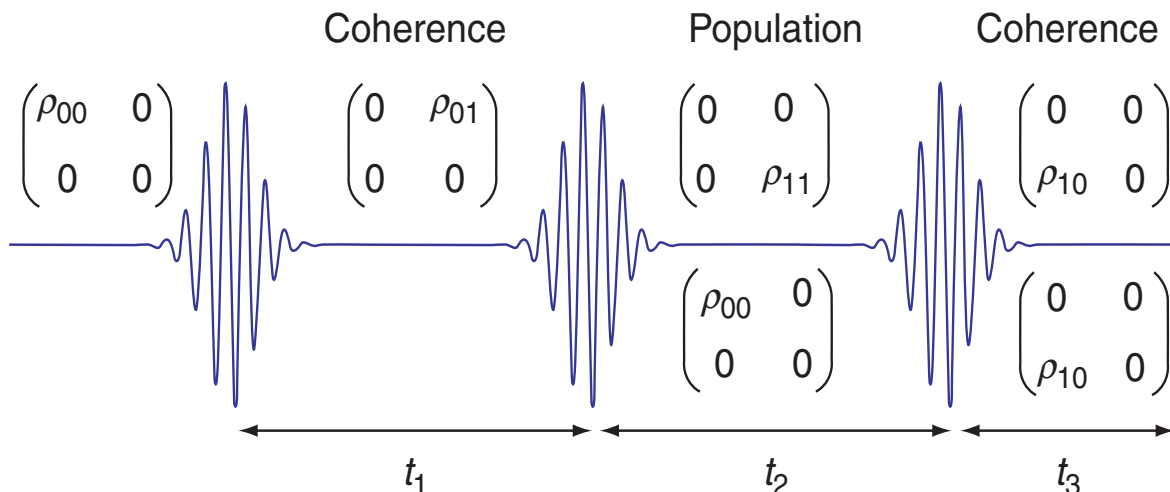 Coherence Population Coherence
ρ00 0 0 ρ01 0 0 0 0
0 0 0 0 0 ρ11 ρ10 0
ρ00 0 0 0
0 0 ρ10 0
t1 t2 t3